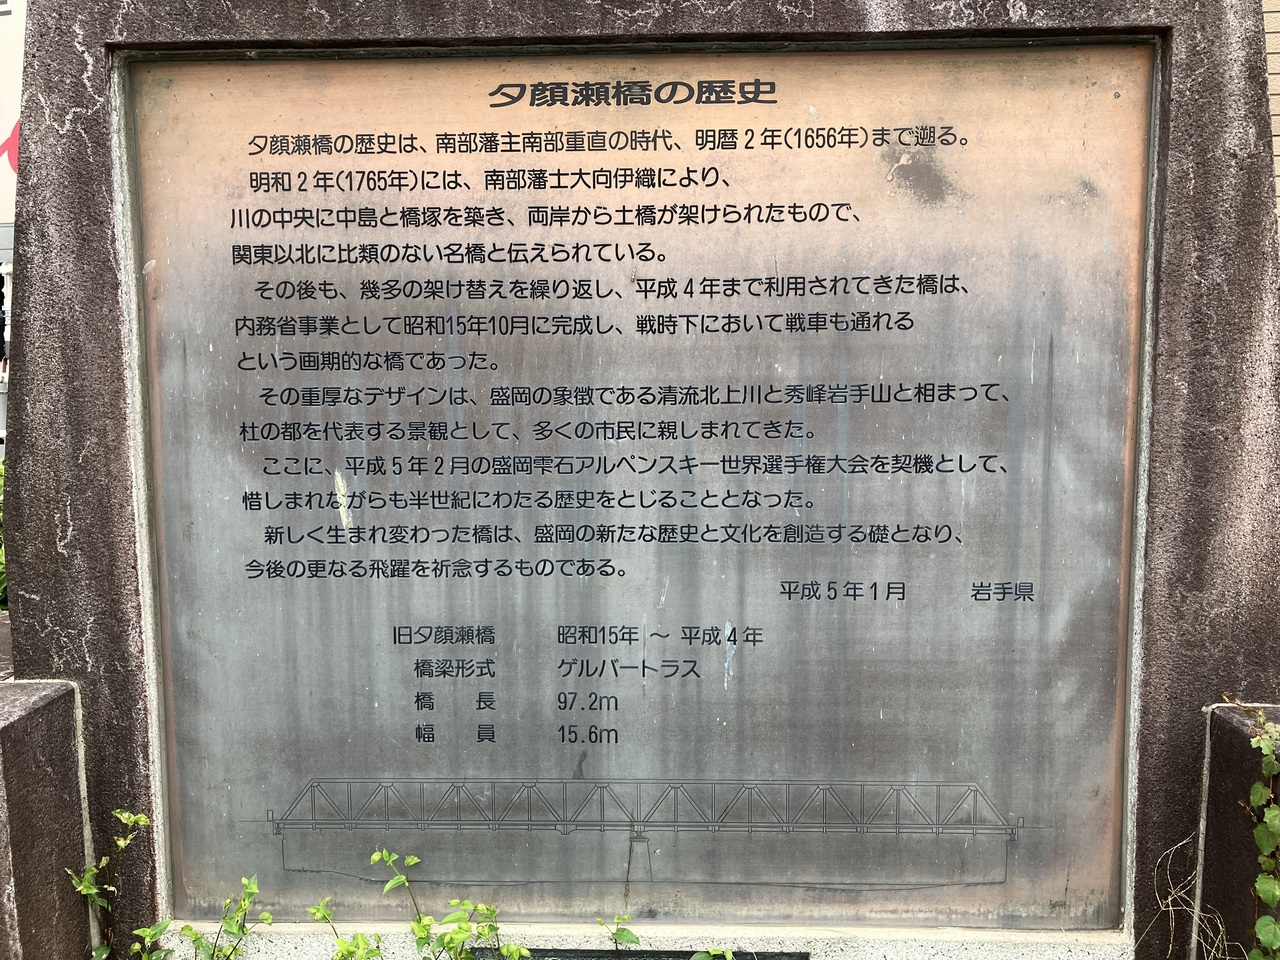 夕顔瀬橋の歴史
夕顔瀬橋の歴史は、南部藩主南部重直の時代、明暦2年(1656年)まで遡る。
明和2年(1765年)には、南部藩士大向伊織により、
川の中央に中島と橋塚を築き、両岸から土橋が架けられたもので、
関東以北に比類のない名橋と伝えられている。
その後も、幾多の架け替えを繰り返し、平成4年まで利用されてきた橋は、
内務省事業として昭和15年10月に完成し、戦時下において戦車も通れる
という画期的な橋であった。
その重厚なデザインは、盛岡の象徴である清流北上川と秀峰岩手山と相まって、
杜の都を代表する景観として、多くの市民に親しまれてきた。
ここに、平成5年2月の盛岡雫石アルペンスキー世界選手権大会を契機として、
惜しまれながらも半世紀にわたる歴史をとじることとなった。
新しく生まれ変わった橋は、盛岡の新たな歴史と文化を創造する礎となり、
今後の更なる飛躍を祈念するものである。
平成5年1月 岩手県
旧夕顔瀬橋 昭和15年 ～ 平成4年
橋梁形式 ゲルバートラス
橋 長 97.2m
幅 員 15.6m